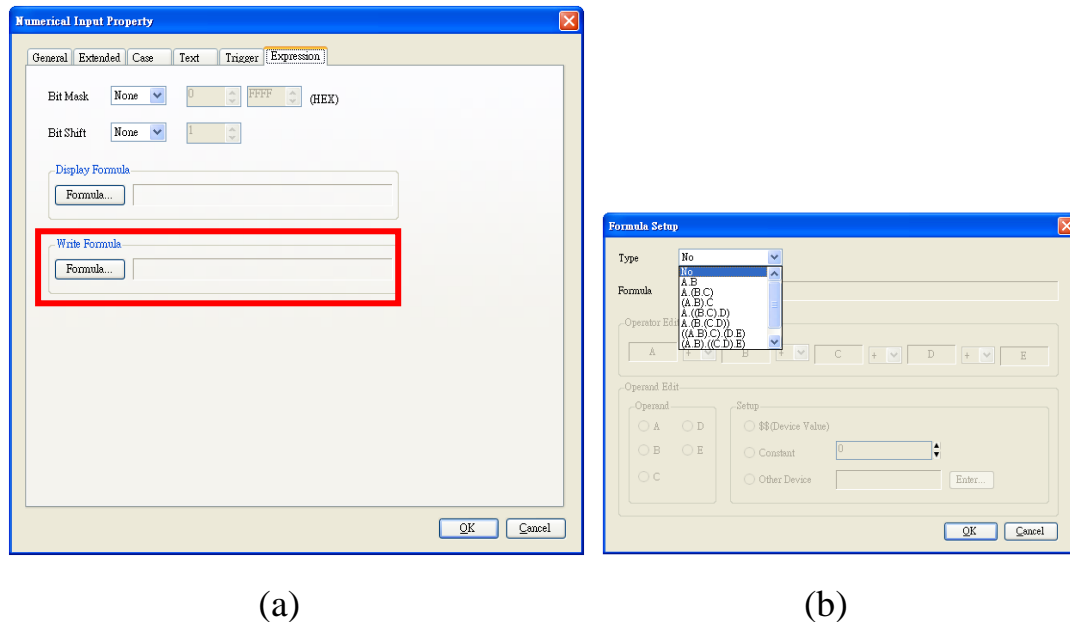 Numerical Input Property
General Extended Case Text Trigger Expression
Bit Mask None 0 FFFF (HEX)
Bit Shift None 1
Display Formula
Formula...
Write Formula
Formula...
OK Cancel
(a)
Formula Setup
Type No
No
A.B
Formula A.(B.C)
(A.B).C
A.((B.C).D)
Operator Edi A.(B.(C.D))
((A.B).C).(D.E)
(A.B).((C.D).E)
A + B + C + D + E
Operand Edit
Operand Setup
A D $$(Device Value)
B E Constant 0
C Other Device Enter...
OK Cancel
(b)